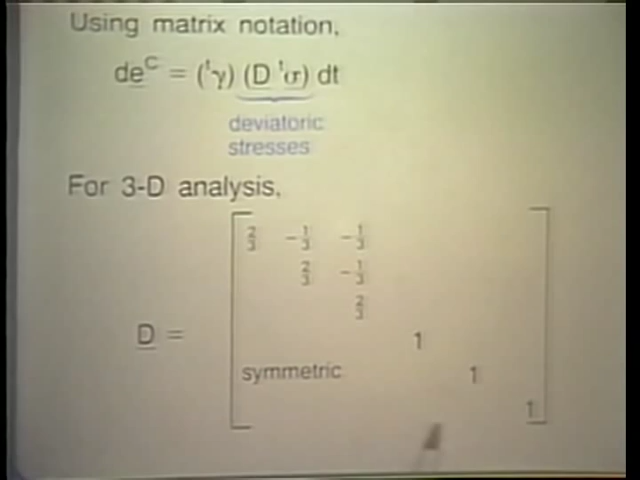 Using matrix notation,
de^C = (^tγ) (D ^tσ) dt
deviatoric
stresses
For 3-D analysis,
2/3 -1/3 -1/3
2/3 -1/3
2/3
D =
1
symmetric 1
1